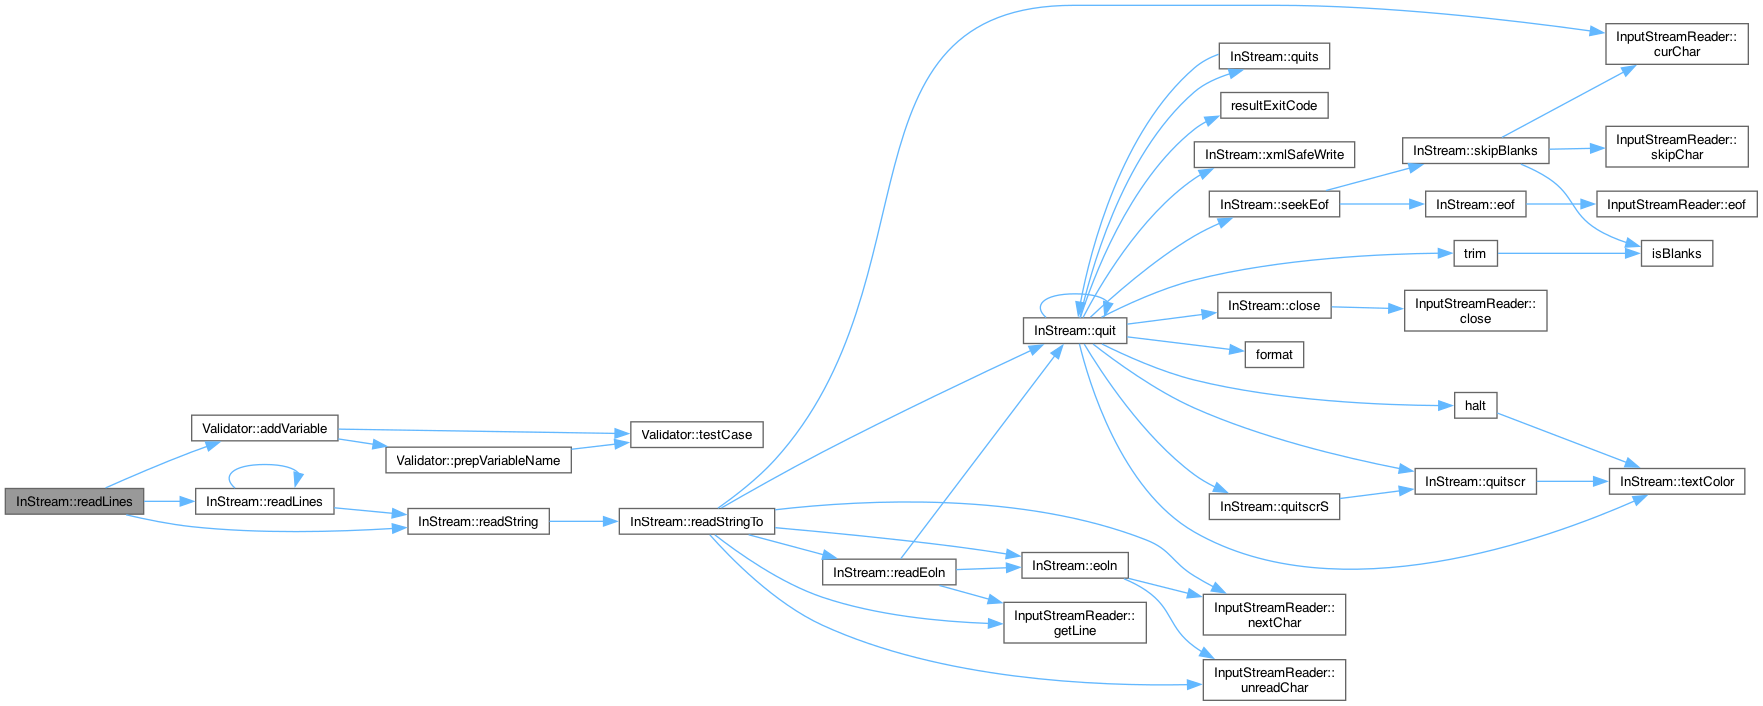 InStream::readLines
Validator::addVariable
InStream::readLines
Validator::prepVariableName
InStream::readString
Validator::testCase
InStream::readStringTo
InStream::readEoln
InStream::quit
InStream::eoln
InputStreamReader::
getLine
InStream::quits
resultExitCode
InStream::xmlSafeWrite
InStream::seekEof
InStream::close
format
InStream::quitscrS
InputStreamReader::
nextChar
InputStreamReader::
unreadChar
InStream::skipBlanks
InStream::eof
trim
InputStreamReader::
close
halt
InStream::quitscr
InputStreamReader::
curChar
InputStreamReader::
skipChar
InputStreamReader::eof
isBlanks
InStream::textColor